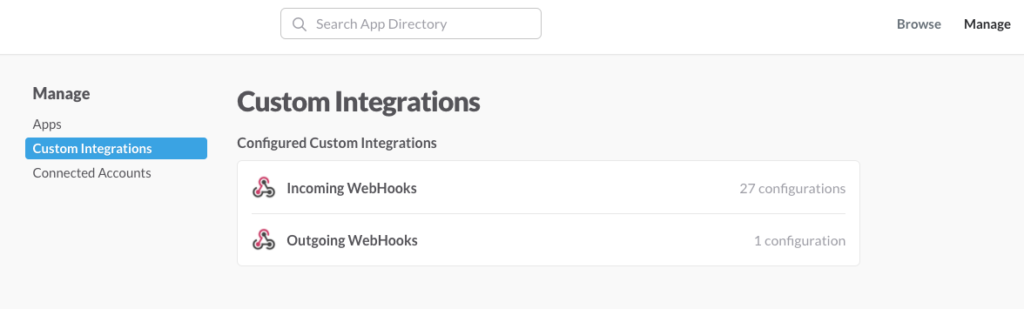 Search App Directory
Browse
Manage
Manage
Apps
Custom Integrations
Connected Accounts
Custom Integrations
Configured Custom Integrations
Incoming WebHooks
27 configurations
Outgoing WebHooks
1 configuration